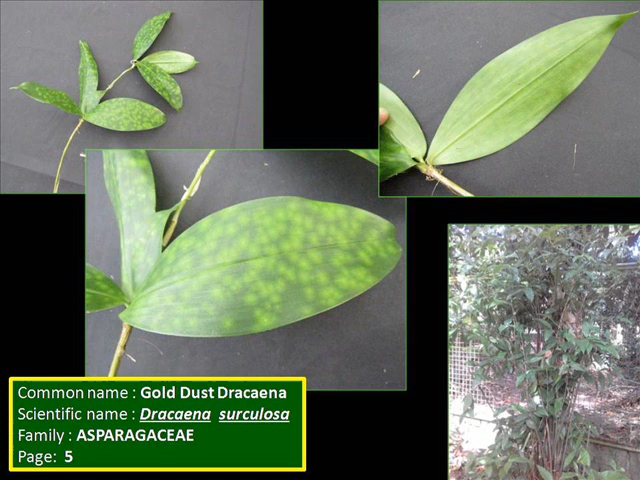 Common name : Gold Dust Dracaena
Scientific name : Dracaena surculosa
Family : ASPARAGACEAE
Page: 5